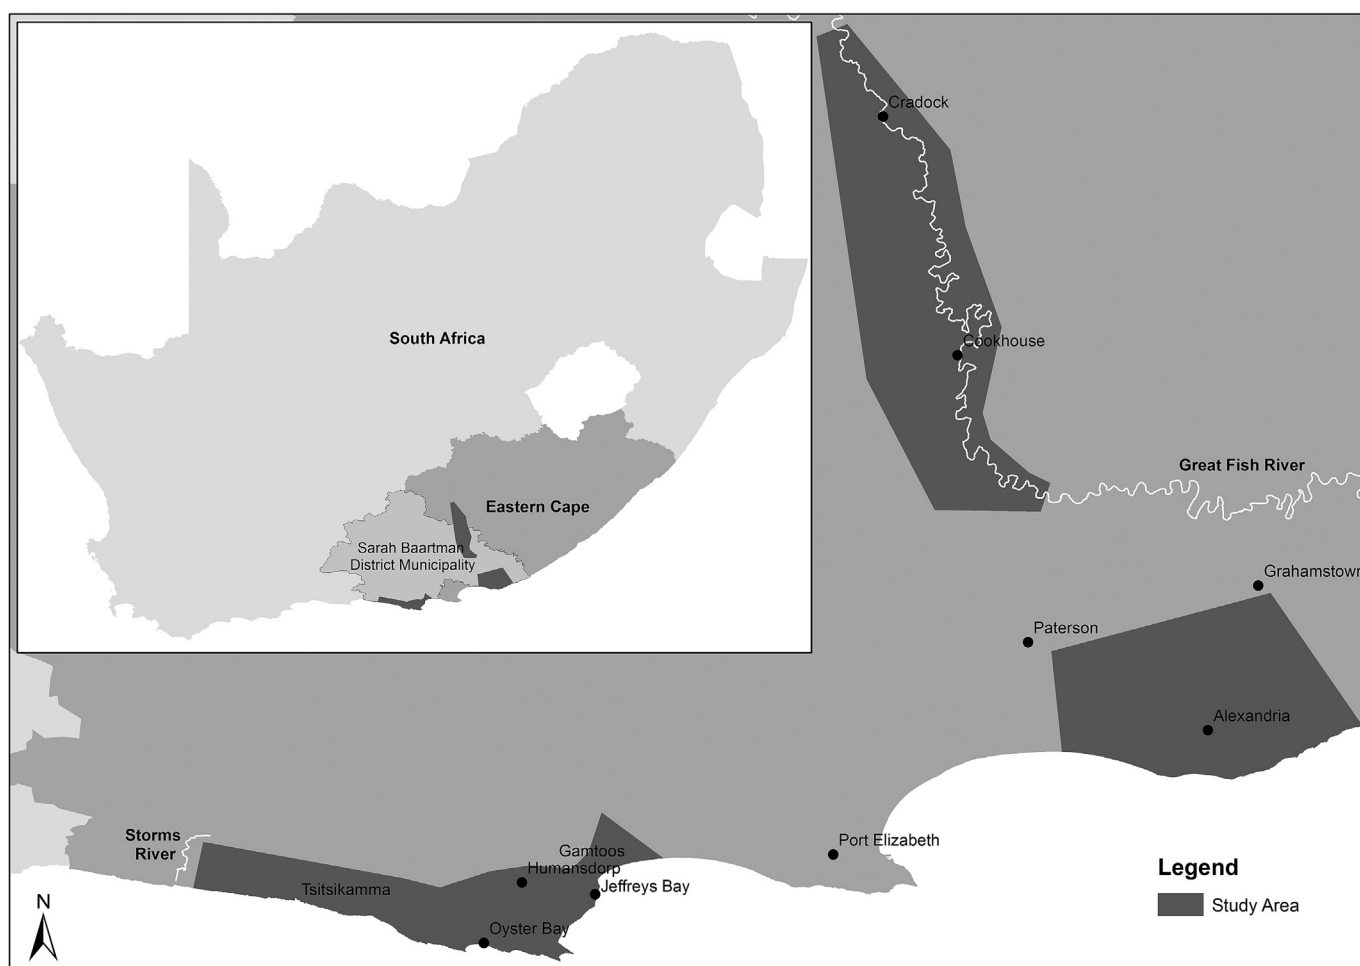 South Africa
Eastern Cape
Sarah Baartman
District Municipality
Cradock
Cookhouse
Great Fish River
Grahamstown
Paterson
Alexandria
Storms
River
Port Elizabeth
Gamtoos
Humansdorp
Tsitsikamma
Jeffreys Bay
Oyster Bay
N
Legend
Study Area